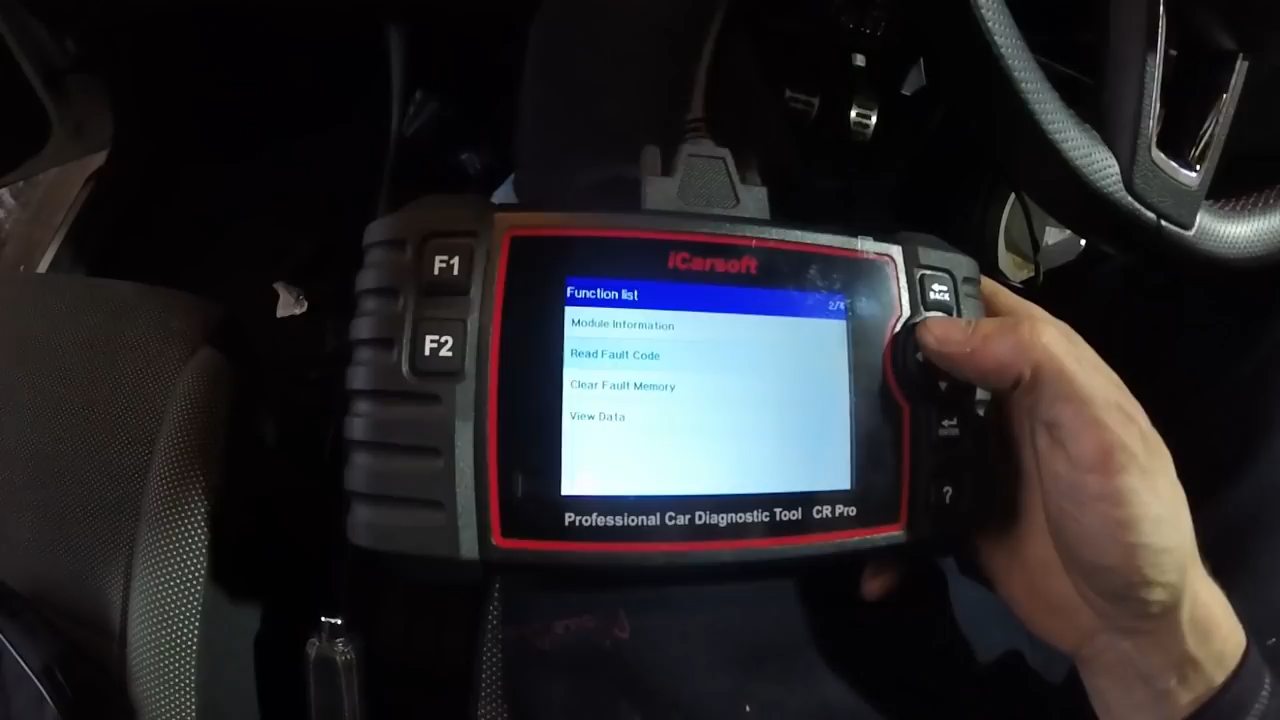 iCarsoft
F1
F2
Function list
2/4
Module Information
Read Fault Code
Clear Fault Memory
View Data
Professional Car Diagnostic Tool CR Pro
BACK
ENTER
?